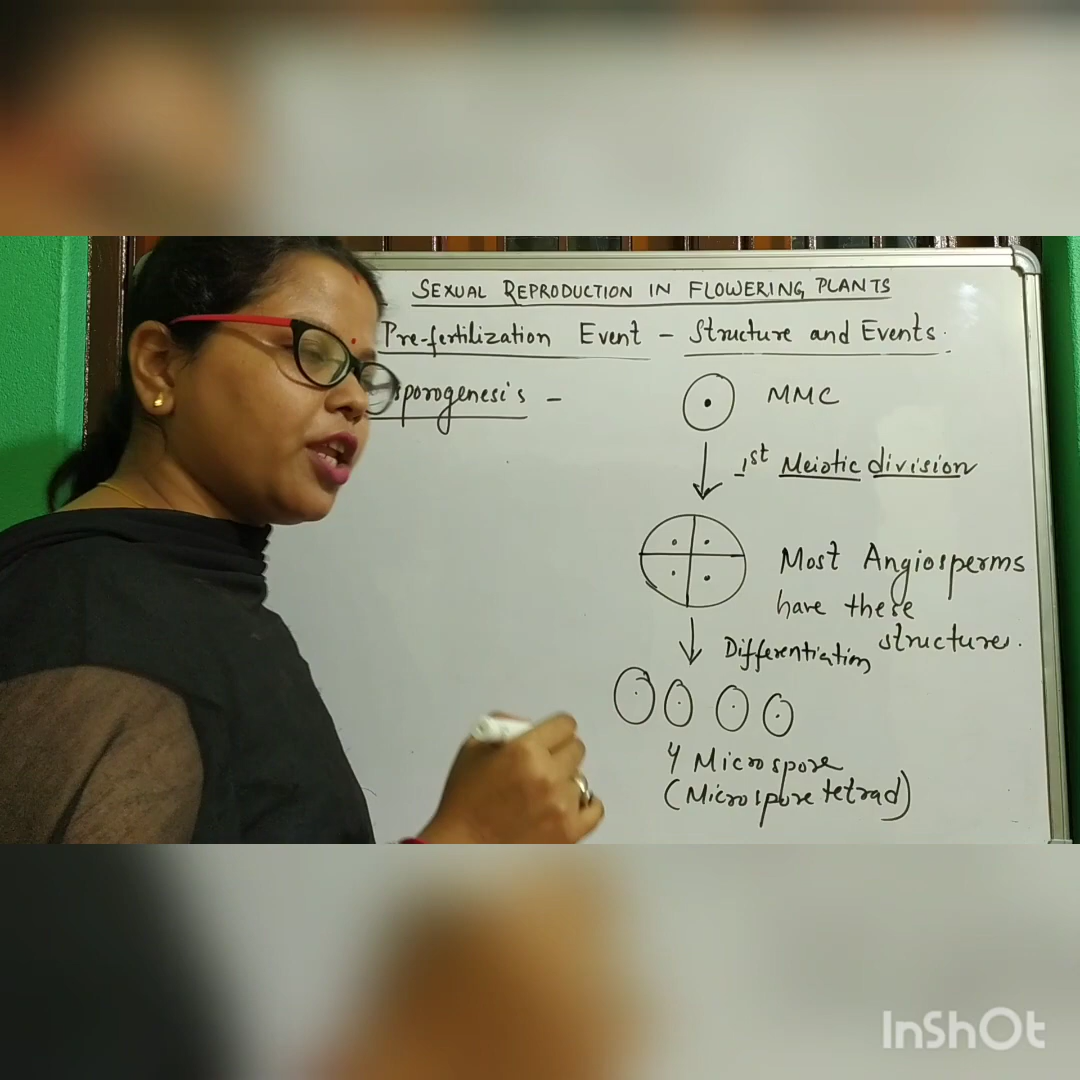 SEXUAL REPRODUCTION IN FLOWERING PLANTS
Pre-fertilization Event - Structure and Events.
sporogenesis -
MMC
1st Meiotic division
Most Angiosperms
have these
structure.
Differentiation
4 Microspore
(Microspore tetrad)
InShOt